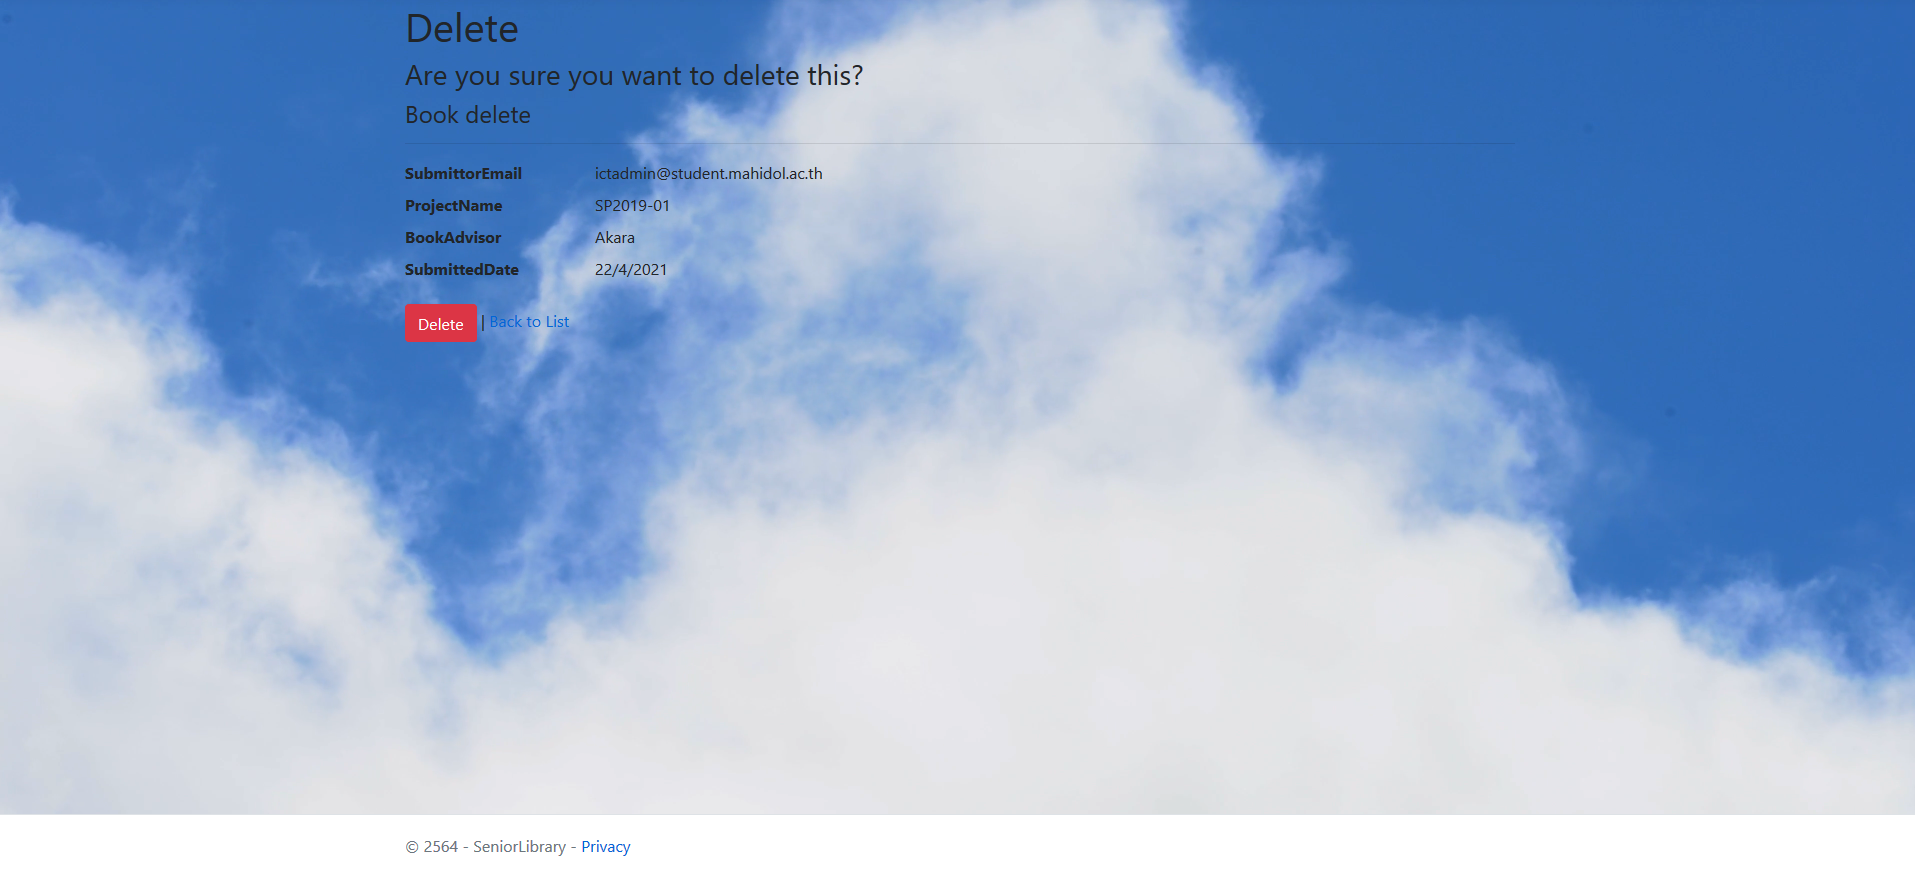 Delete
Are you sure you want to delete this?
Book delete
SubmittorEmail ictadmin@student.mahidol.ac.th
ProjectName SP2019-01
BookAdvisor Akara
SubmittedDate 22/4/2021
Delete | Back to List
© 2564 - SeniorLibrary - Privacy